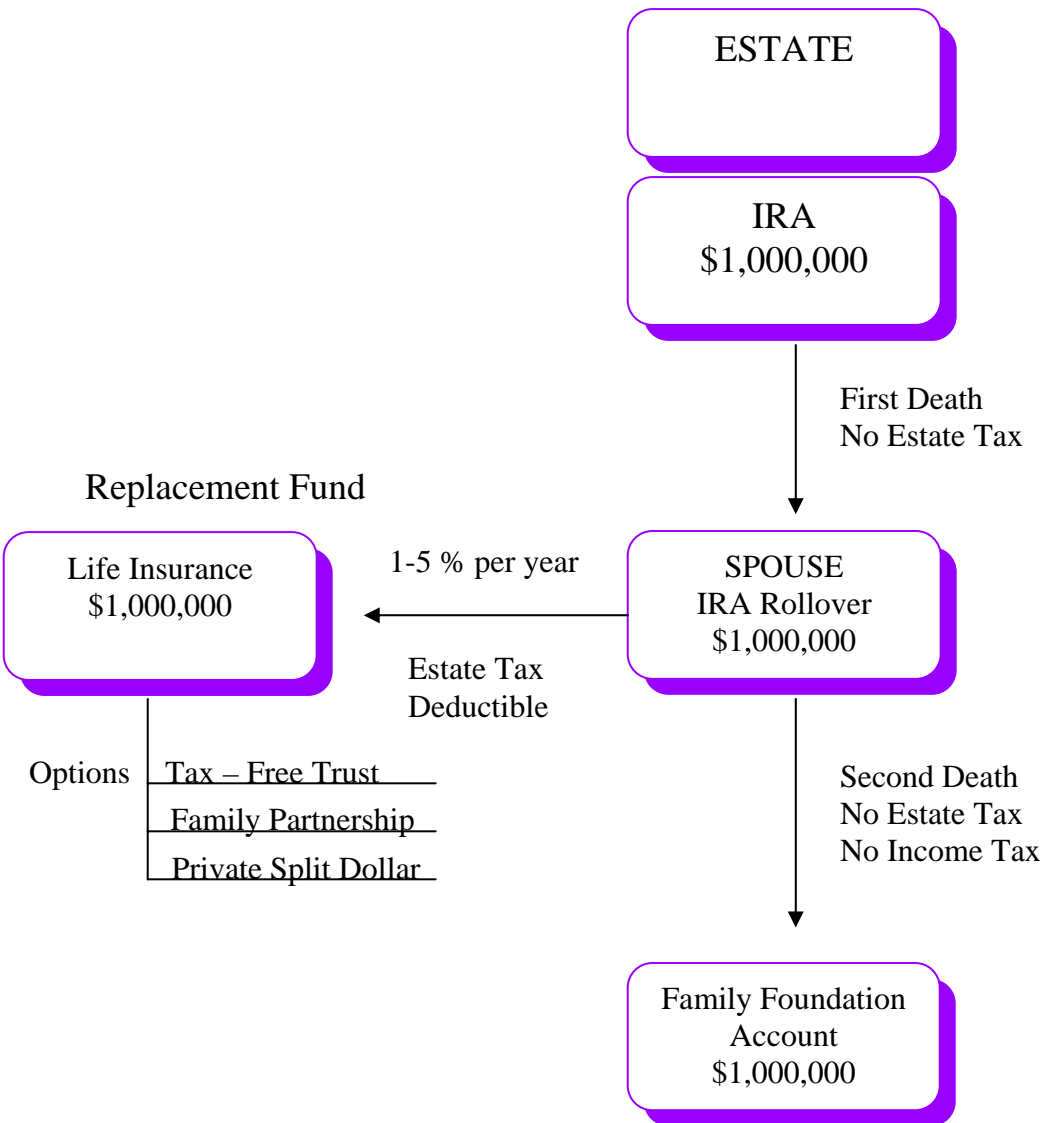 ESTATE
IRA
$1,000,000
First Death
No Estate Tax
Replacement Fund
Life Insurance
$1,000,000
1-5 % per year
Estate Tax
Deductible
SPOUSE
IRA Rollover
$1,000,000
Options
Tax – Free Trust
Family Partnership
Private Split Dollar
Second Death
No Estate Tax
No Income Tax
Family Foundation
Account
$1,000,000